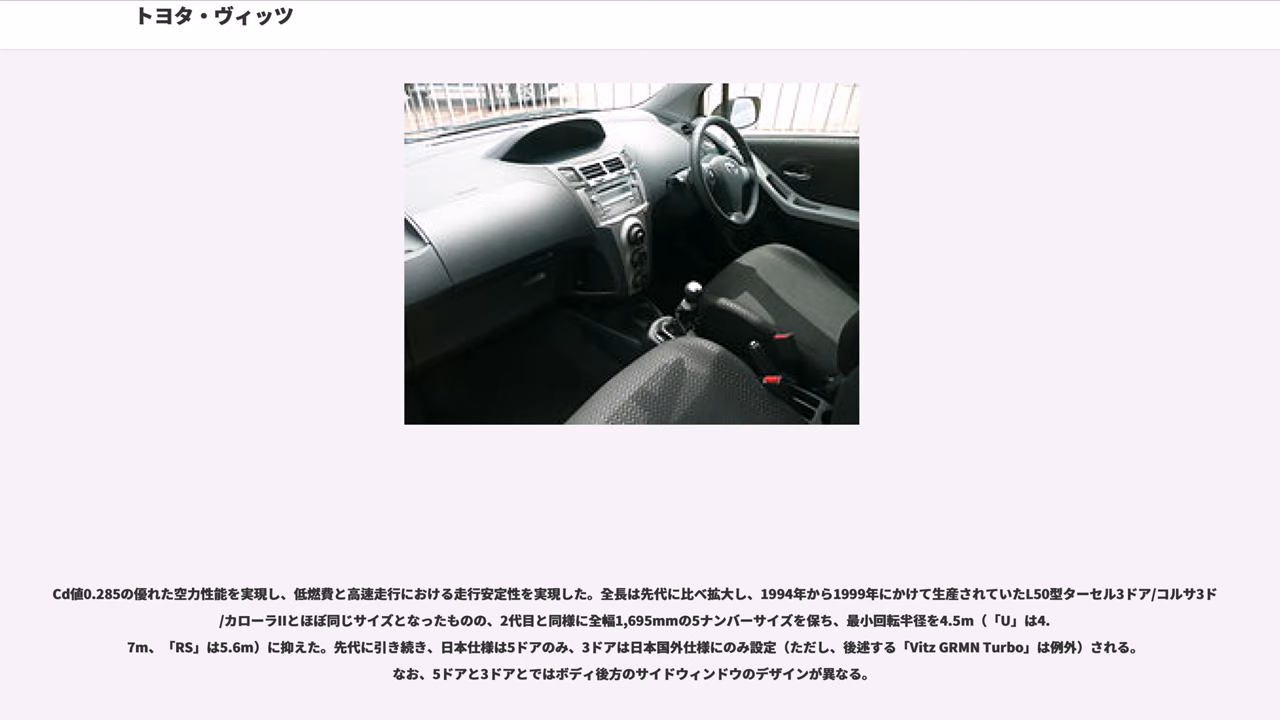 トヨタ・ヴィッツ
Cd値0.285の優れた空力性能を実現し、低燃費と高速走行における走行安定性を実現した。全長は先代に比べ拡大し、1994年から1999年にかけて生産されていたL50型ターセル3ドア/コルサ3ド
/カローラIIとほぼ同じサイズとなったものの、2代目と同様に全幅1,695mmの5ナンバーサイズを保ち、最小回転半径を4.5m（「U」は4.
7m、「RS」は5.6m）に抑えた。先代に引き続き、日本仕様は5ドアのみ、3ドアは日本国外仕様にのみ設定（ただし、後述する「Vitz GRMN Turbo」は例外）される。
なお、5ドアと3ドアとではボディ後方のサイドウィンドウのデザインが異なる。